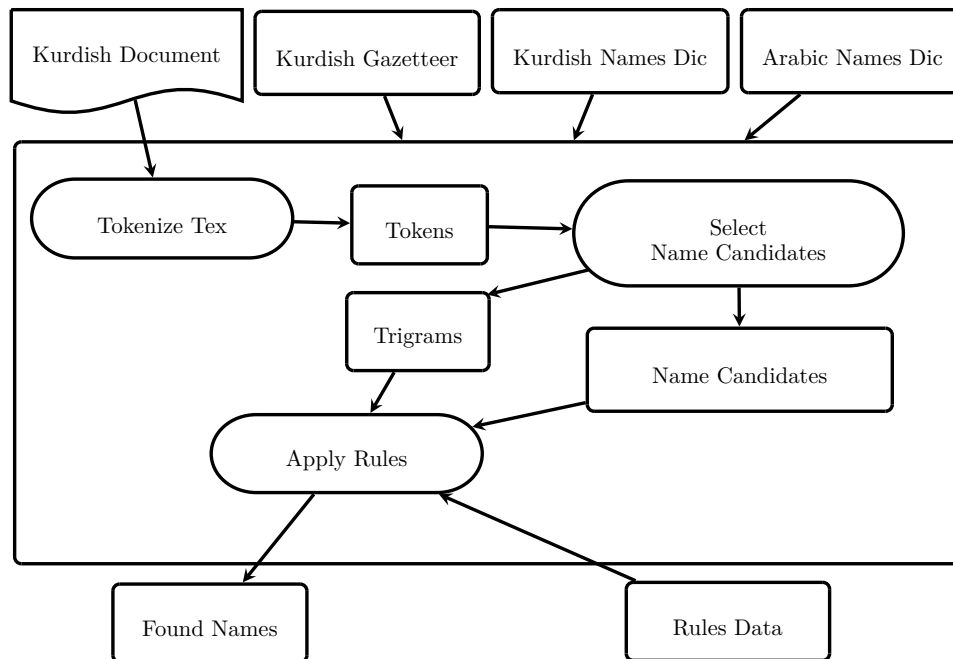 Kurdish Document
Kurdish Gazetteer
Kurdish Names Dic
Arabic Names Dic
Tokenize Tex
Tokens
Select
Name Candidates
Trigrams
Name Candidates
Apply Rules
Found Names
Rules Data